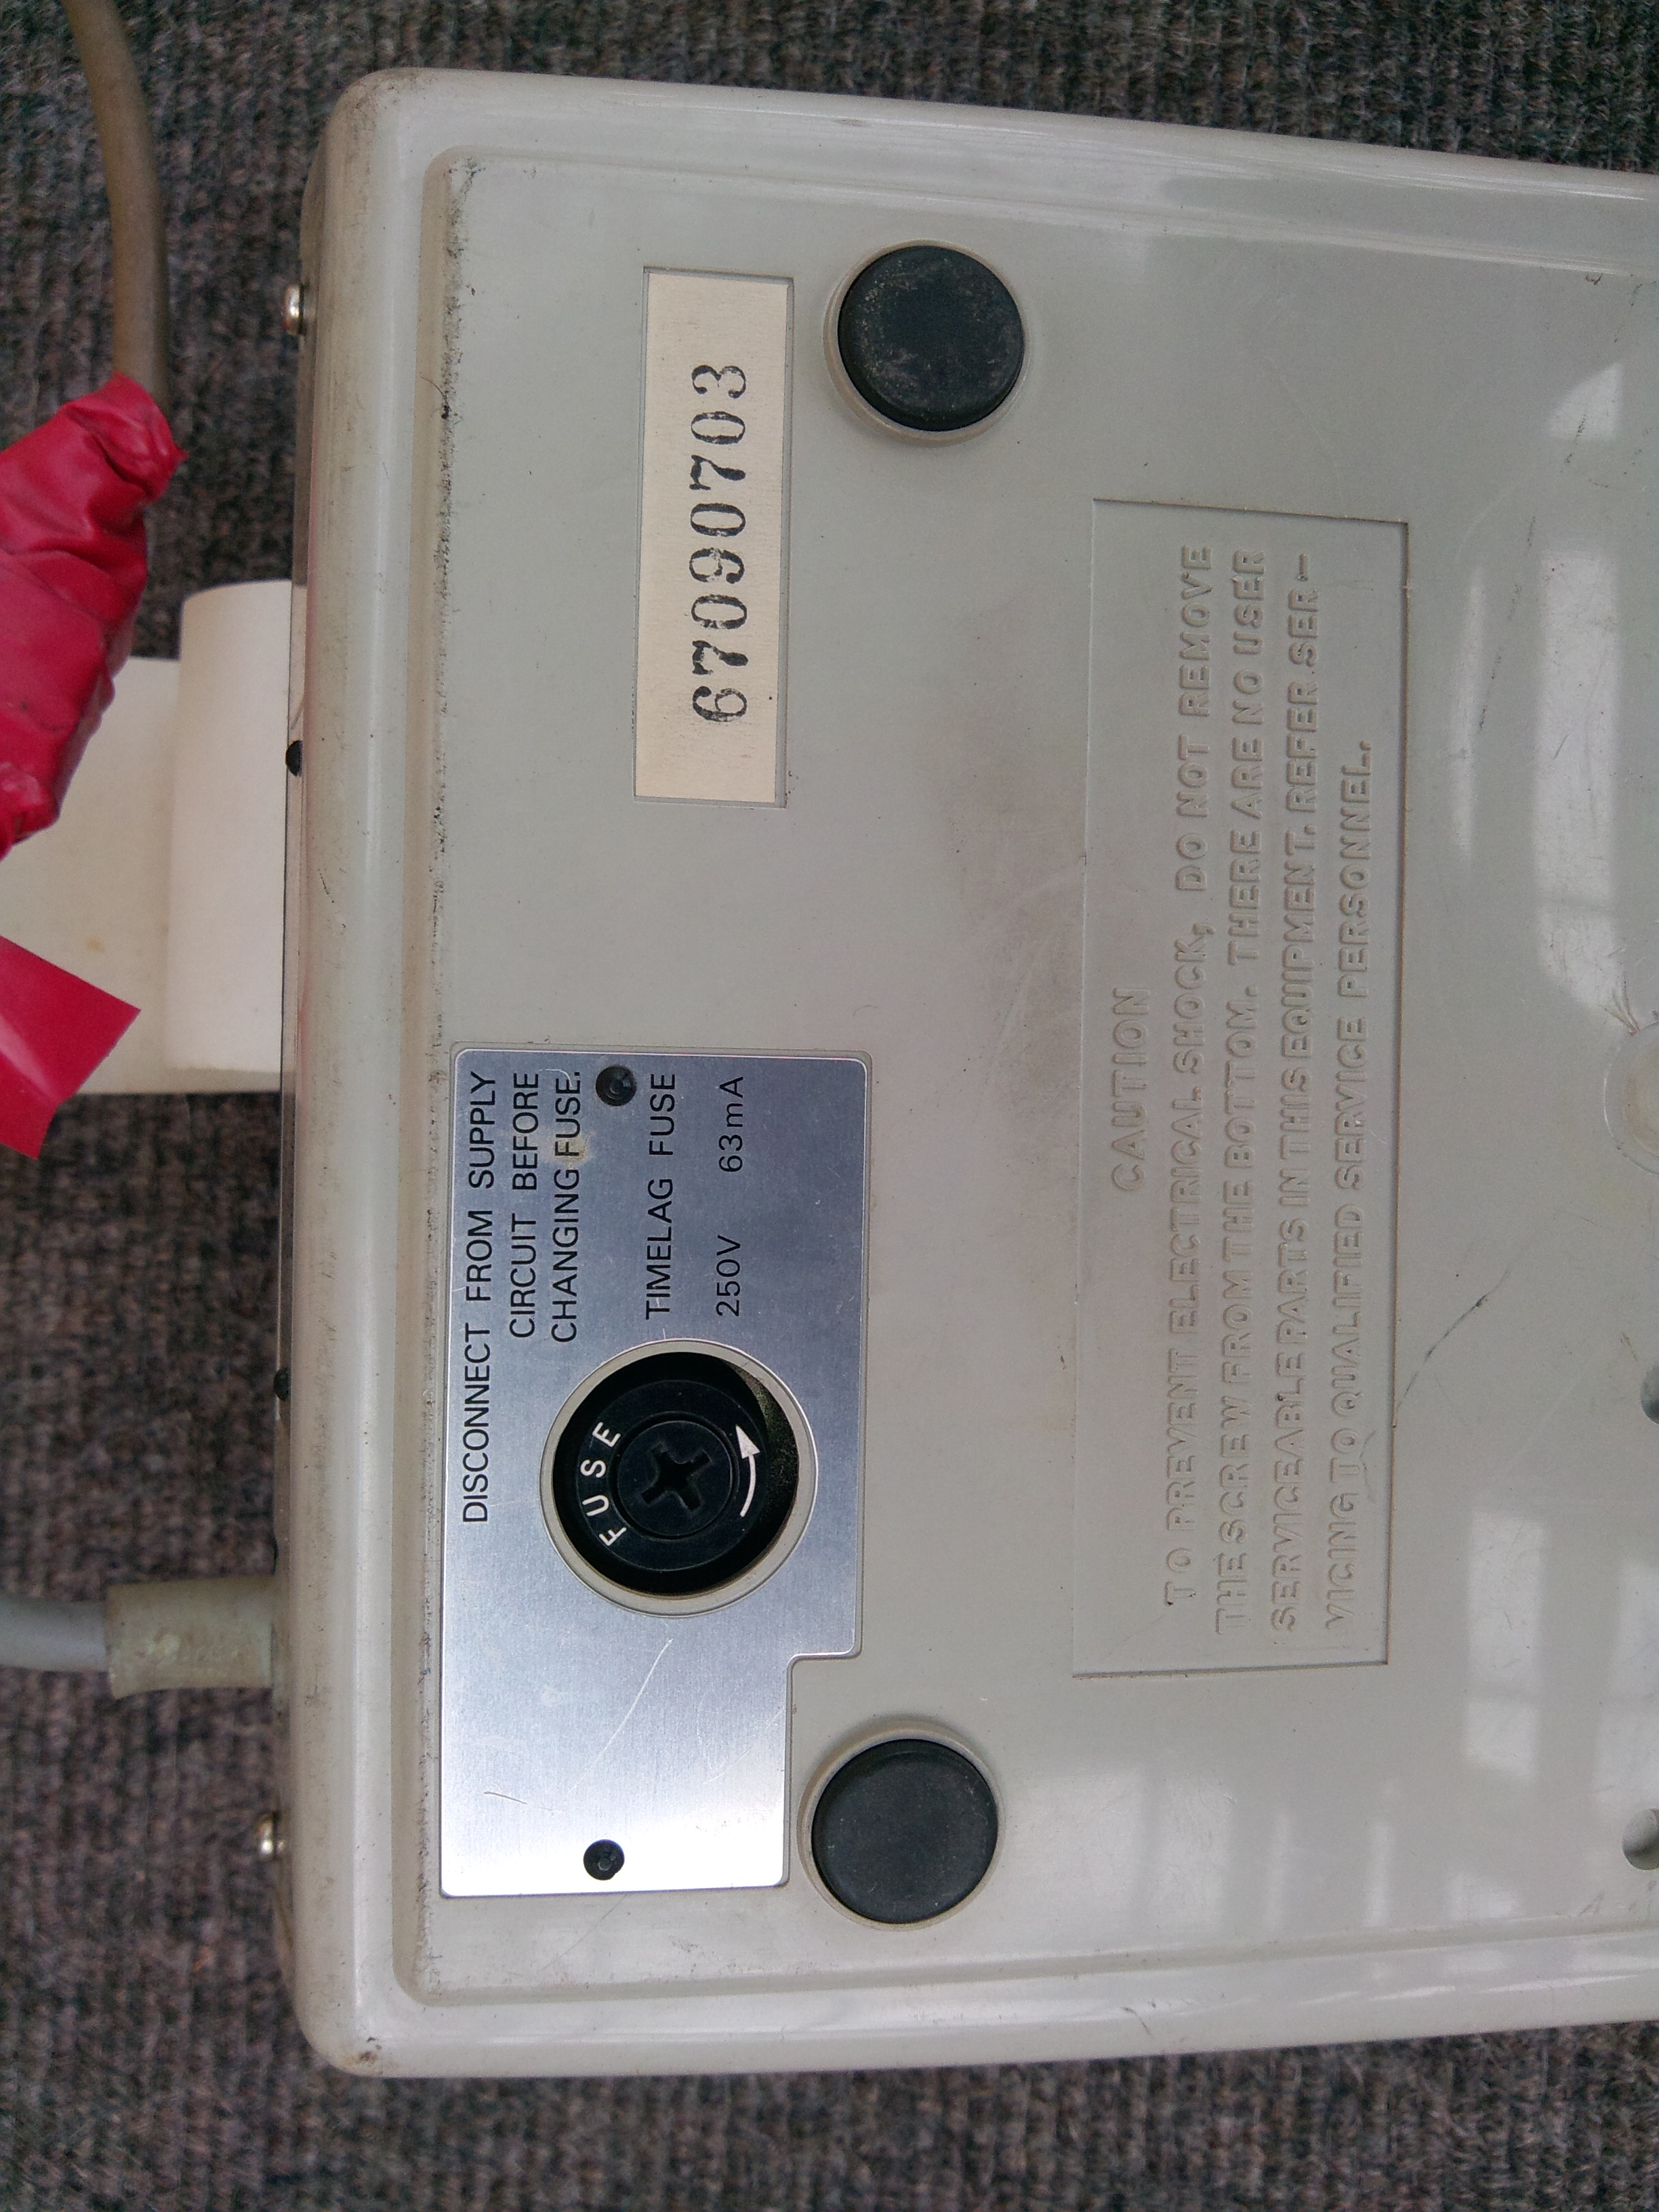 DISCONNECT FROM SUPPLY
CIRCUIT BEFORE
CHANGING FUSE.
TIMELAG FUSE
250V 63mA
FUSE
67090703
CAUTION
TO PREVENT ELECTRICAL SHOCK, DO NOT REMOVE
THE SCREW FROM THE BOTTOM. THERE ARE NO USER
SERVICEABLE PARTS IN THIS EQUIPMENT. REFER SER-
VICING TO QUALIFIED SERVICE PERSONNEL.